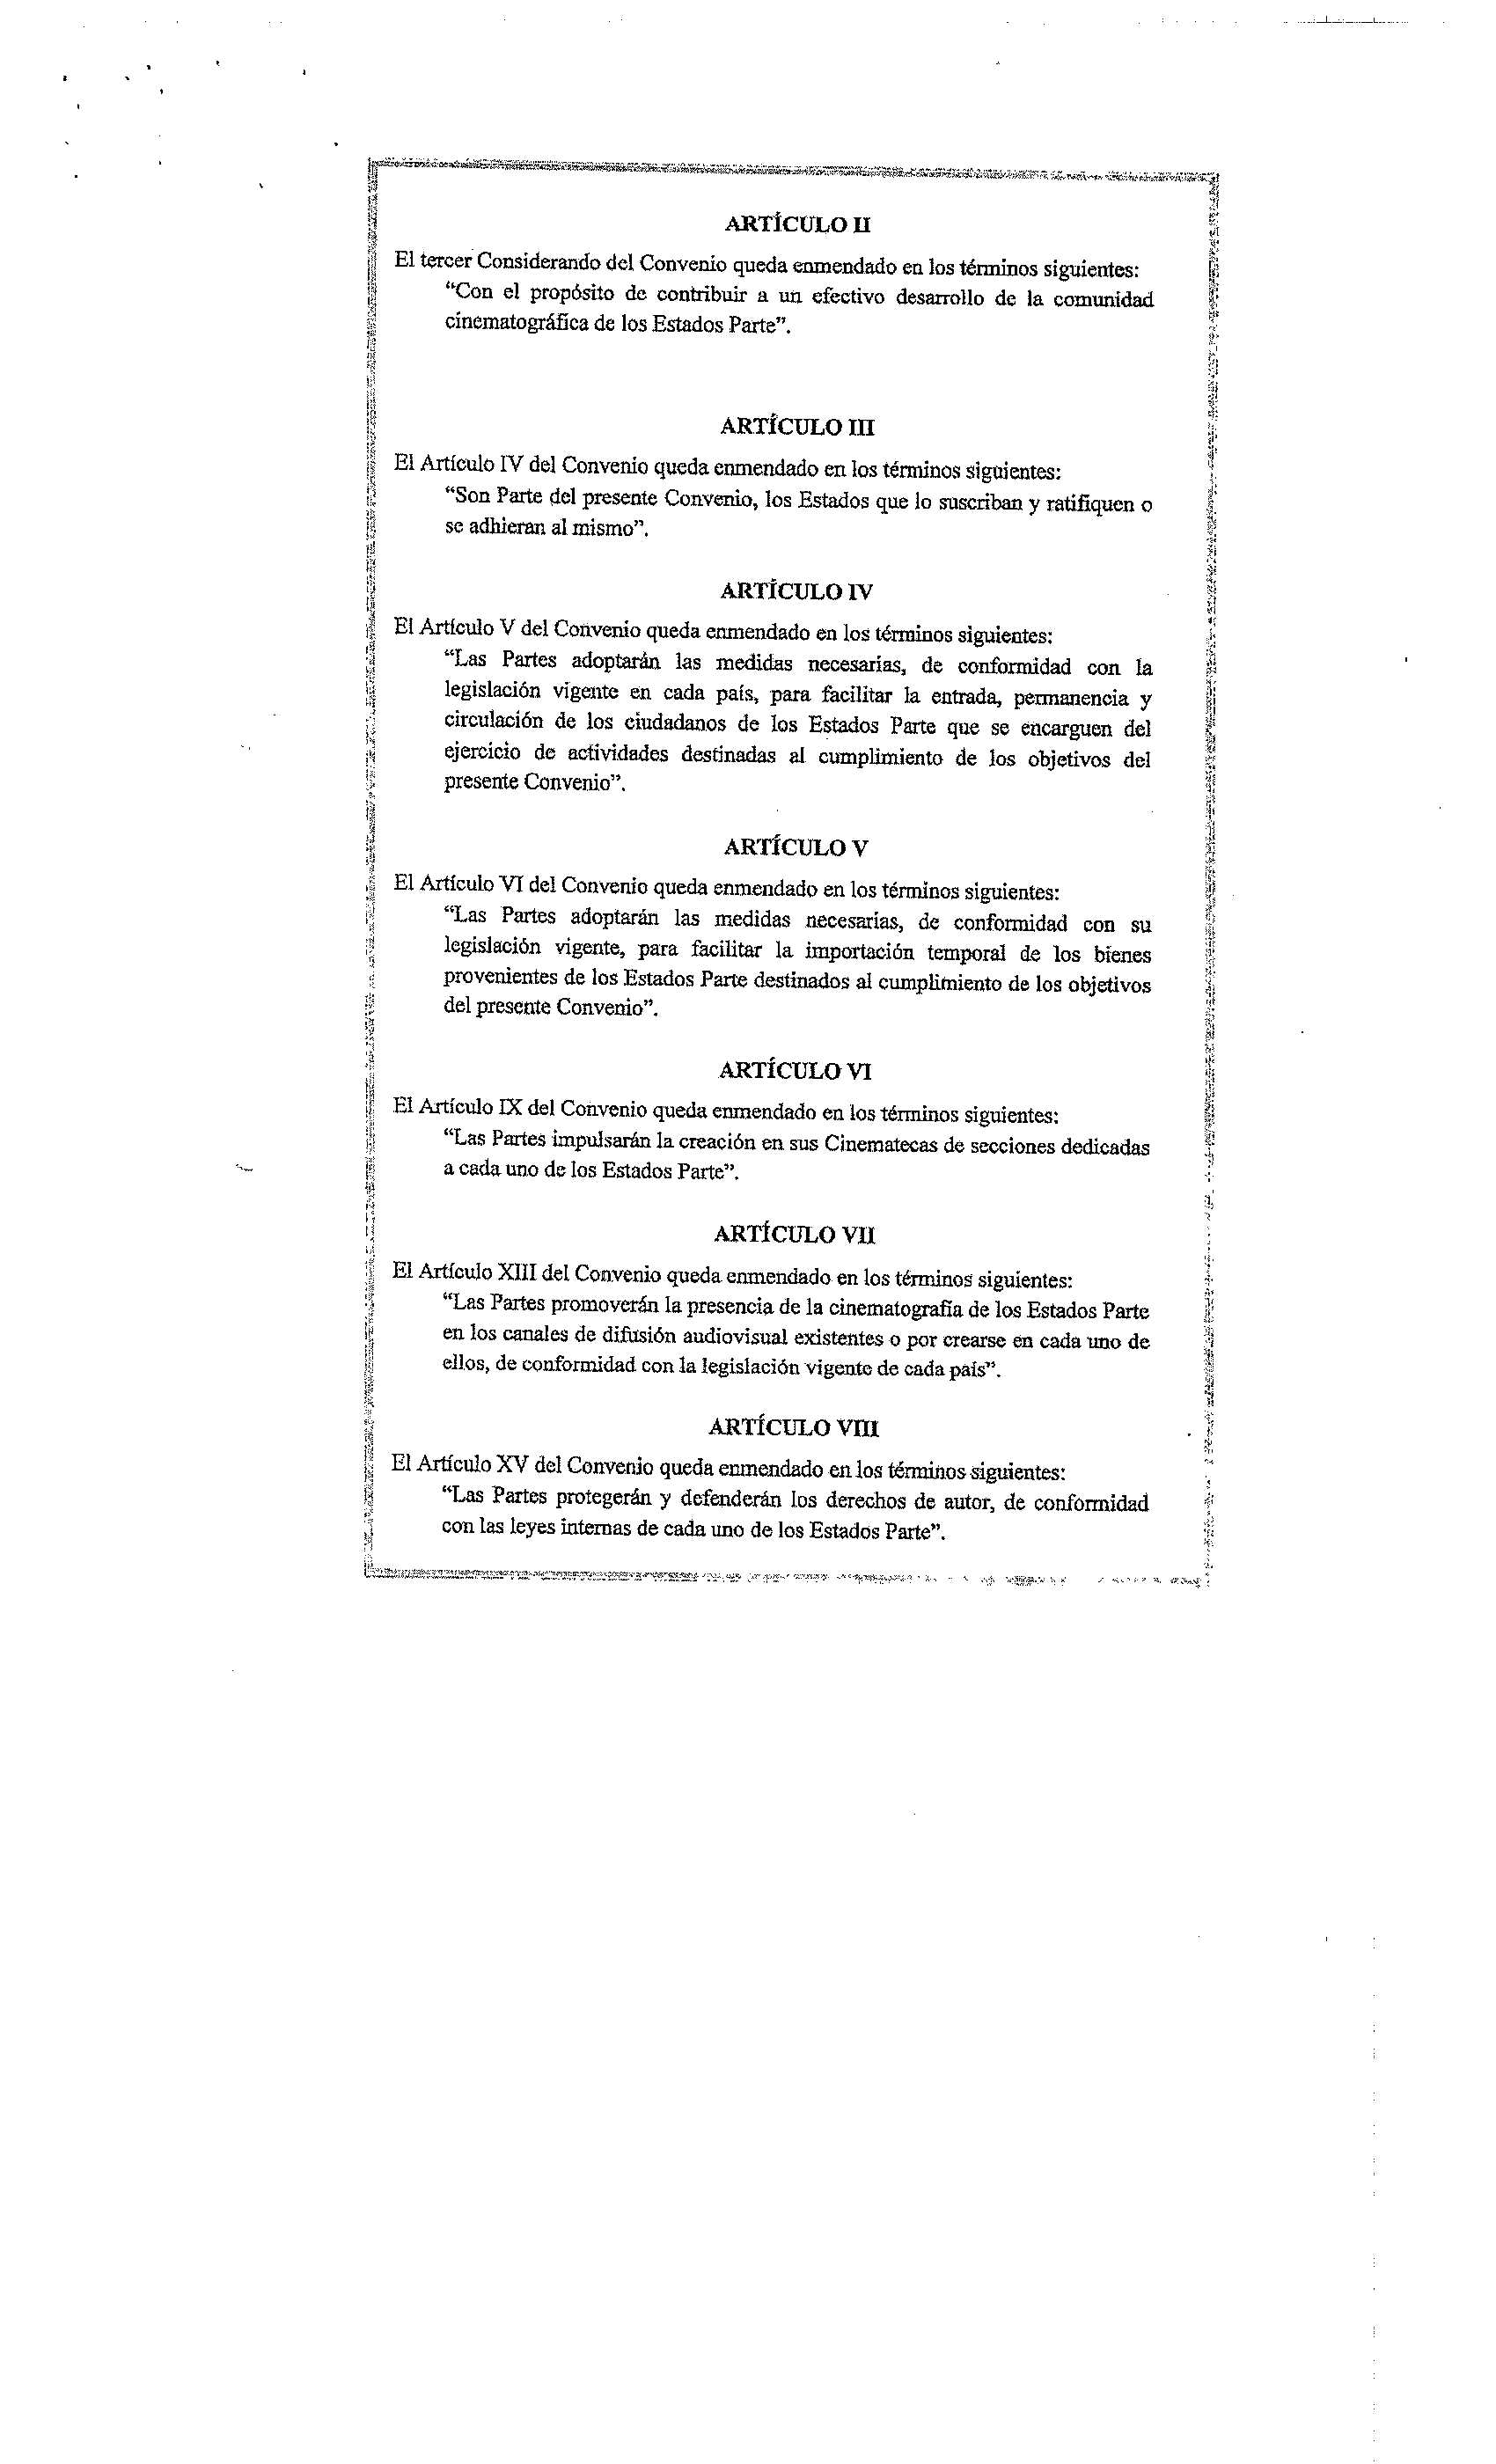 ARTÍCULO II
El tercer Considerando del Convenio queda enmendado en los términos siguientes:
“Con el propósito de contribuir a un efectivo desarrollo de la comunidad
cinematográfica de los Estados Parte”.
ARTÍCULO III
El Artículo IV del Convenio queda enmendado en los términos siguientes:
“Son Parte del presente Convenio, los Estados que lo suscriban y ratifiquen o
se adhieran al mismo”.
ARTÍCULO IV
El Artículo V del Convenio queda enmendado en los términos siguientes:
“Las Partes adoptarán las medidas necesarias, de conformidad con la
legislación vigente en cada país, para facilitar la entrada, permanencia y
circulación de los ciudadanos de los Estados Parte que se encarguen del
ejercicio de actividades destinadas al cumplimiento de los objetivos del
presente Convenio”.
ARTÍCULO V
El Artículo VI del Convenio queda enmendado en los términos siguientes:
“Las Partes adoptarán las medidas necesarias, de conformidad con su
legislación vigente, para facilitar la importación temporal de los bienes
provenientes de los Estados Parte destinados al cumplimiento de los objetivos
del presente Convenio”.
ARTÍCULO VI
El Artículo IX del Convenio queda enmendado en los términos siguientes:
“Las Partes impulsarán la creación en sus Cinematecas de secciones dedicadas
a cada uno de los Estados Parte”.
ARTÍCULO VII
El Artículo XIII del Convenio queda enmendado en los términos siguientes:
“Las Partes promoverán la presencia de la cinematografía de los Estados Parte
en los canales de difusión audiovisual existentes o por crearse en cada uno de
ellos, de conformidad con la legislación vigente de cada país”.
ARTÍCULO VIII
El Artículo XV del Convenio queda enmendado en los términos siguientes:
“Las Partes protegerán y defenderán los derechos de autor, de conformidad
con las leyes internas de cada uno de los Estados Parte”.